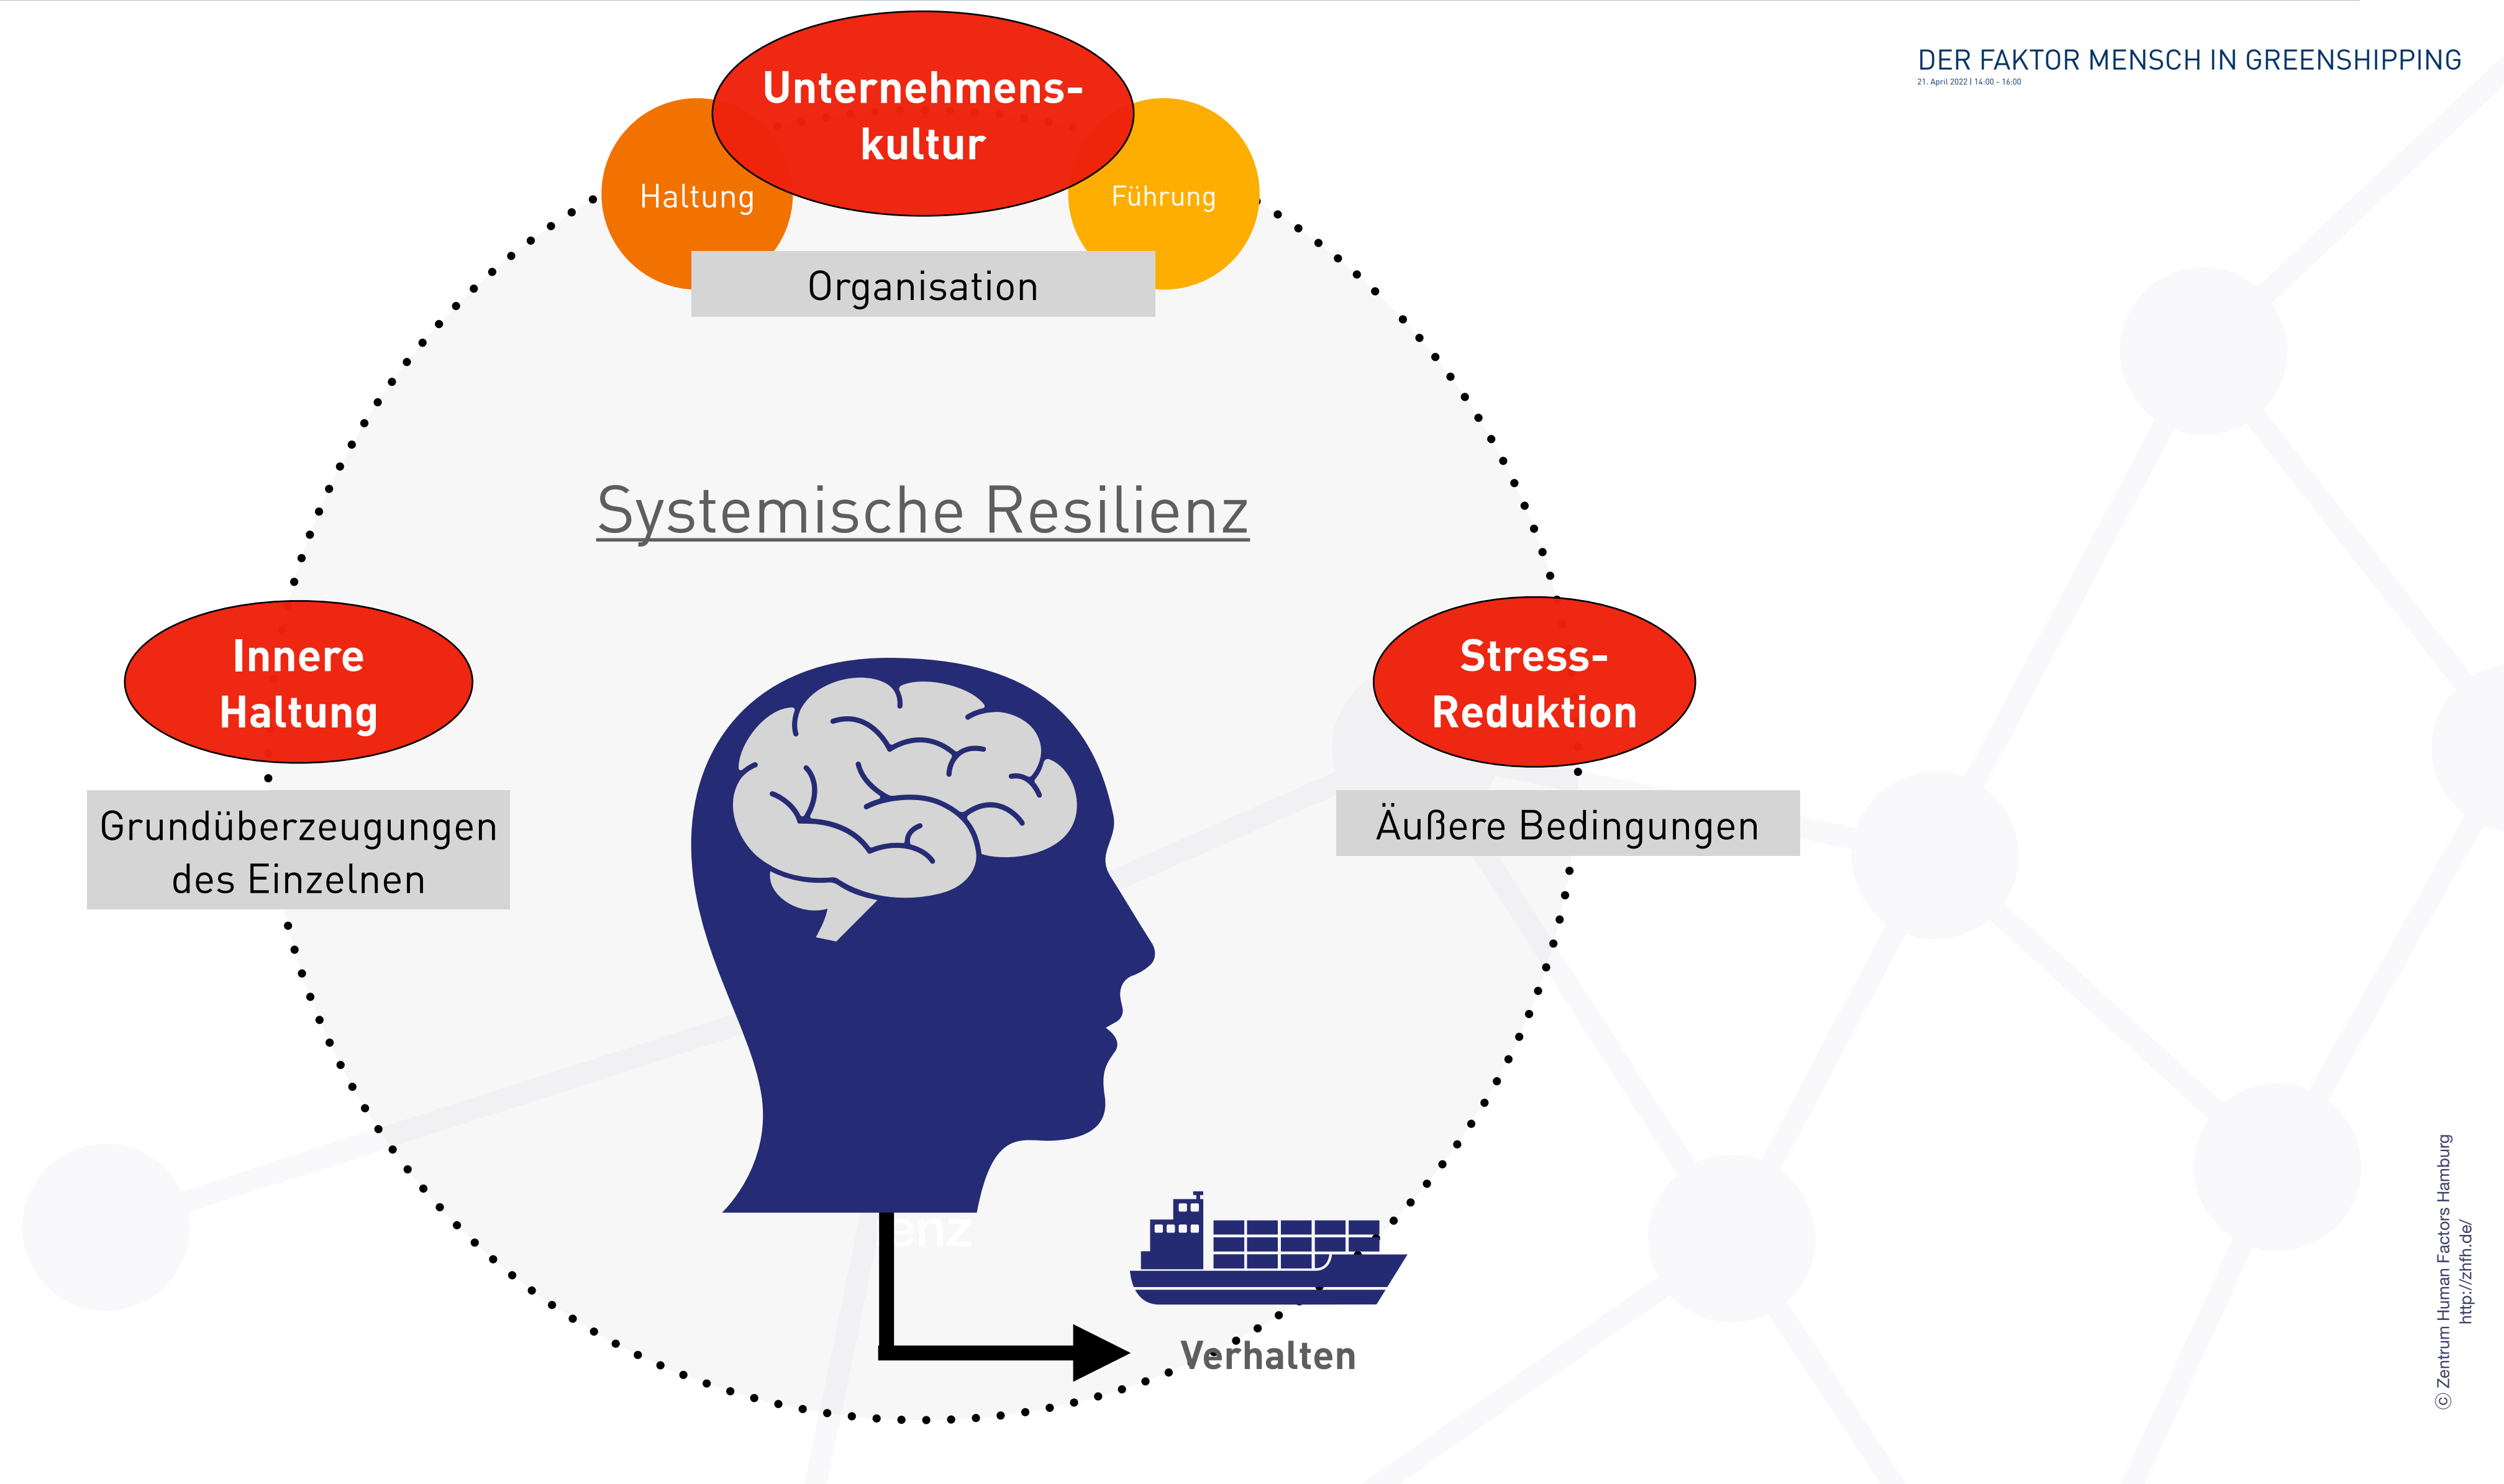 DER FAKTOR MENSCH IN GREENSHIPPING
21. April 2022 | 14:00 - 16:00
Unternehmens-
kultur
Haltung
Führung
Organisation
Systemische Resilienz
Innere
Haltung
Stress-
Reduktion
Grundüberzeugungen
des Einzelnen
Äußere Bedingungen
enz
Verhalten
© Zentrum Human Factors Hamburg
http://zhfh.de/